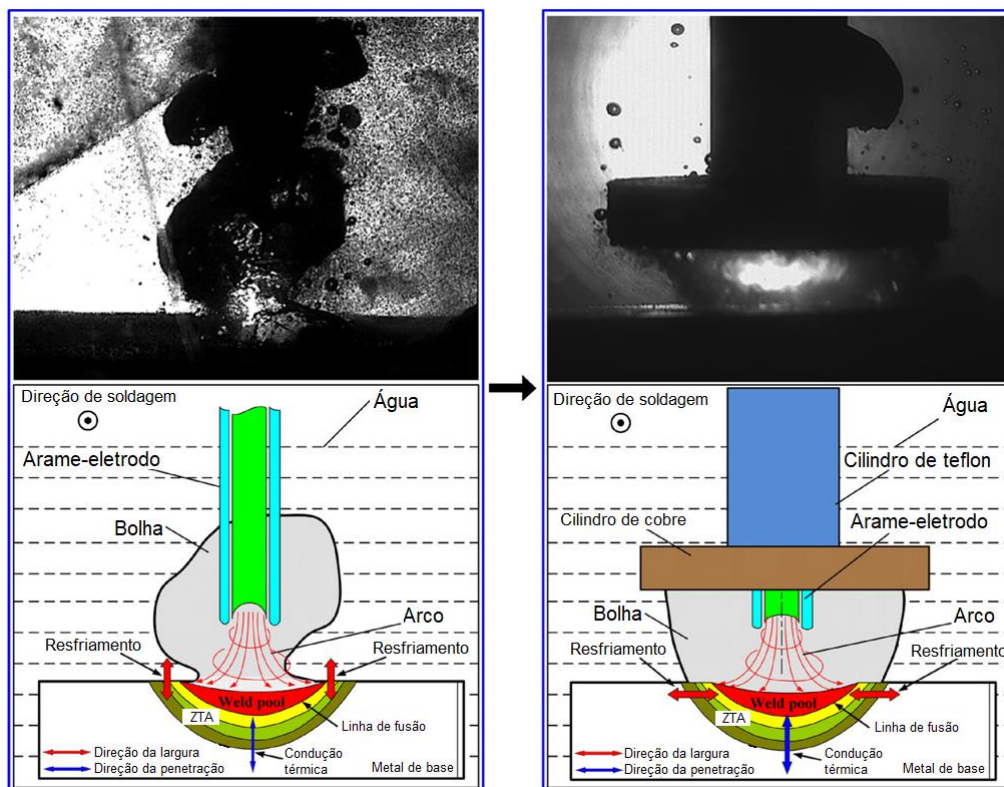 Direção de soldagem
Água
Arame-eletrodo
Bolha
Arco
Resfriamento
Resfriamento
Weld pool
ZTA
Linha de fusão
Direção da largura
Direção da penetração
Condução
térmica
Metal de base
Direção de soldagem
Água
Cilindro de teflon
Cilindro de cobre
Arame-eletrodo
Bolha
Arco
Resfriamento
Resfriamento
Weld pool
ZTA
Linha de fusão
Direção da largura
Direção da penetração
Condução
térmica
Metal de base